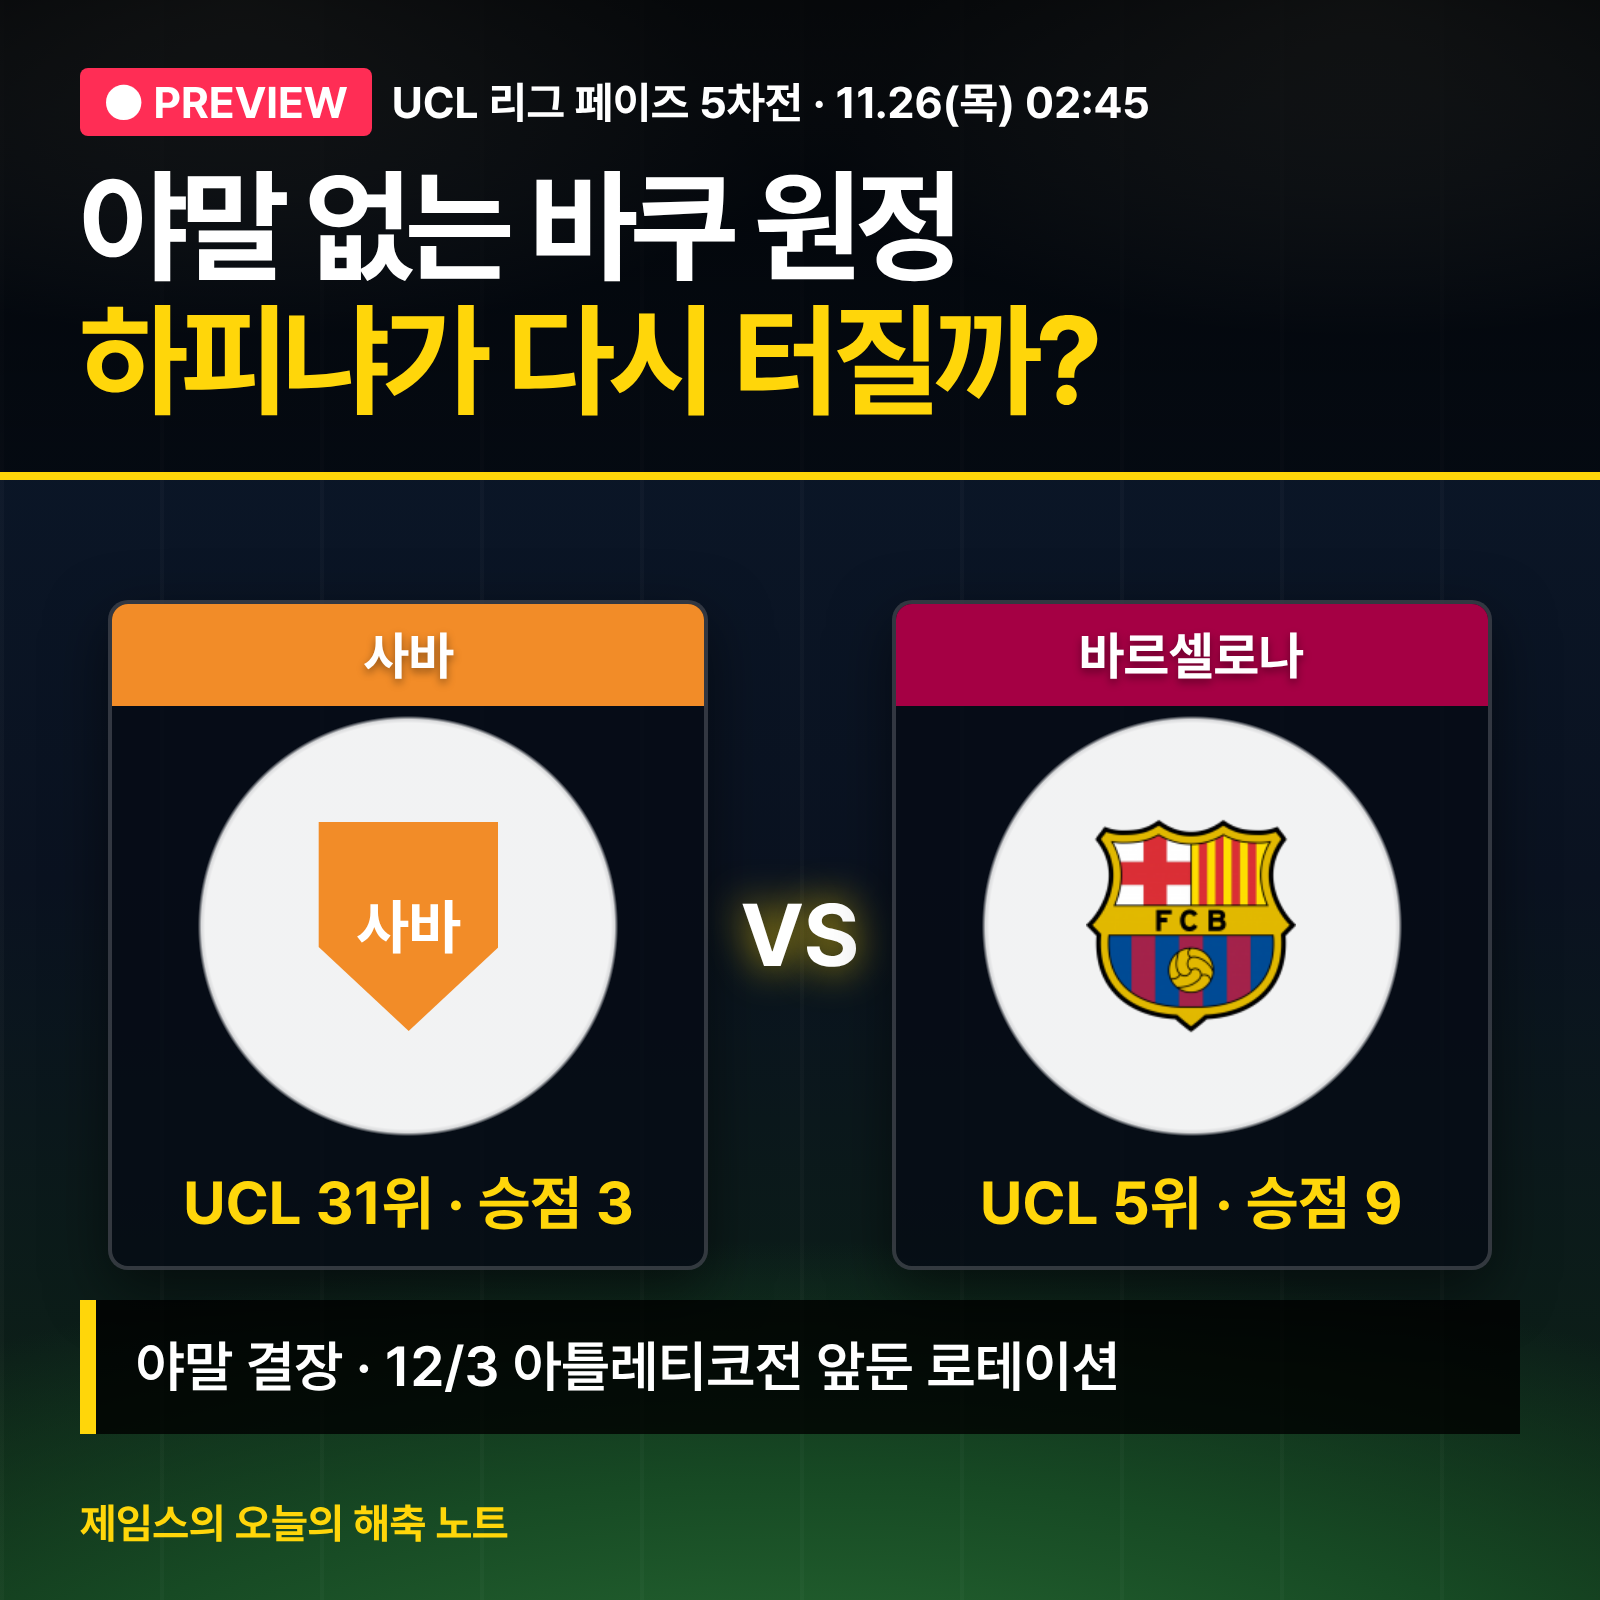 PREVIEW UCL 리그 페이즈 5차전 · 11.26(목) 02:45
야말 없는 바쿠 원정
하피냐가 다시 터질까?
사바
바르셀로나
사바
VS
FCB
UCL 31위 · 승점 3
UCL 5위 · 승점 9
야말 결장 · 12/3 아틀레티코전 앞둔 로테이션
제임스의 오늘의 해축 노트